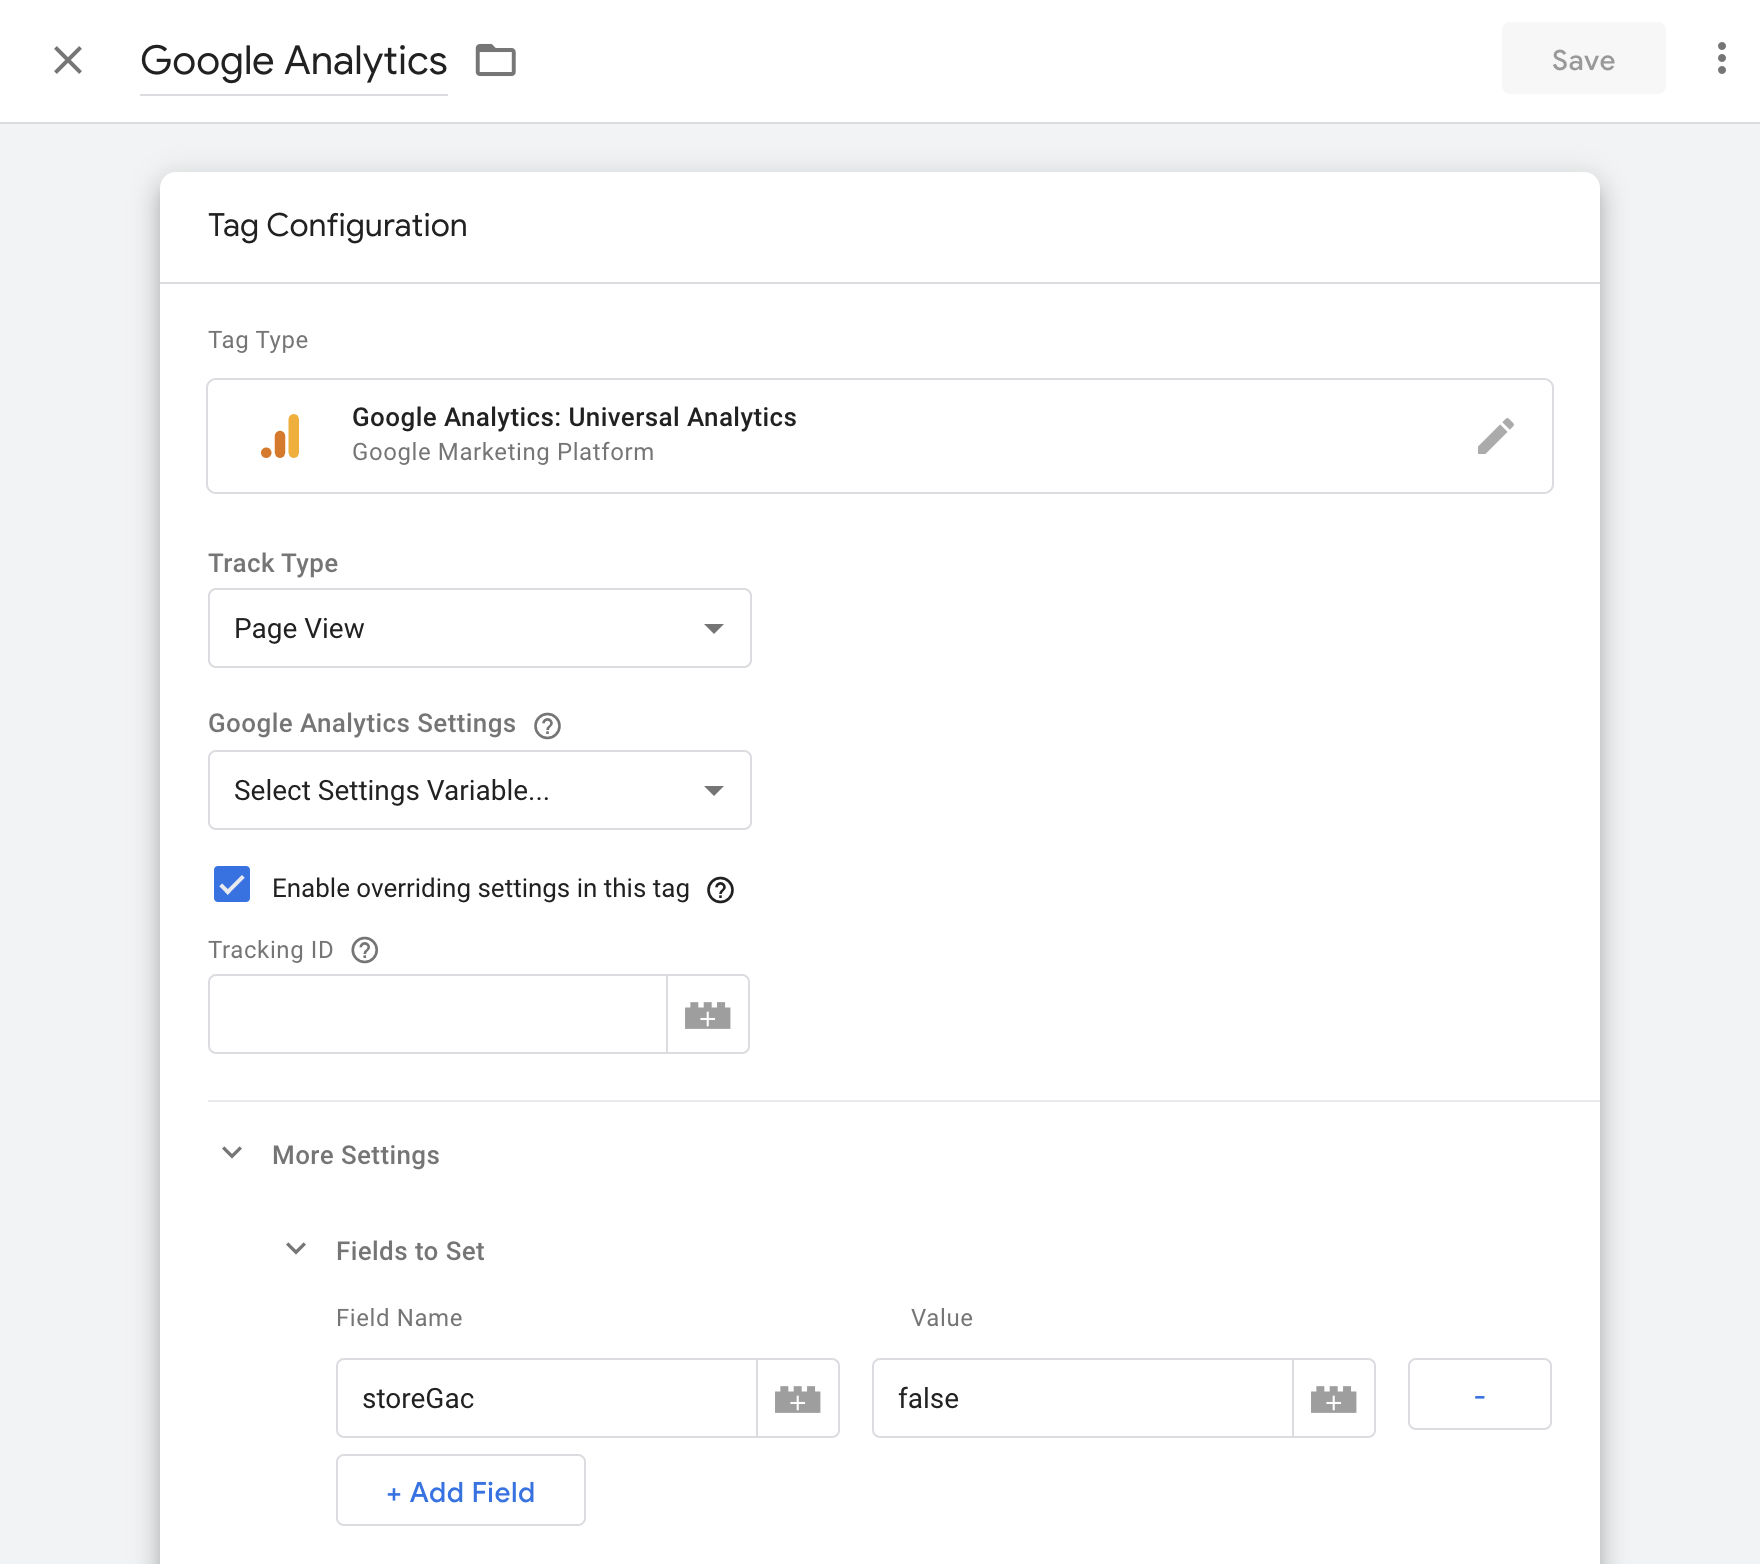 Google Analytics
Save
Tag Configuration
Tag Type
Google Analytics: Universal Analytics
Google Marketing Platform
Track Type
Page View
Google Analytics Settings
Select Settings Variable...
Enable overriding settings in this tag
Tracking ID
More Settings
Fields to Set
Field Name Value
storeGac false -
+ Add Field